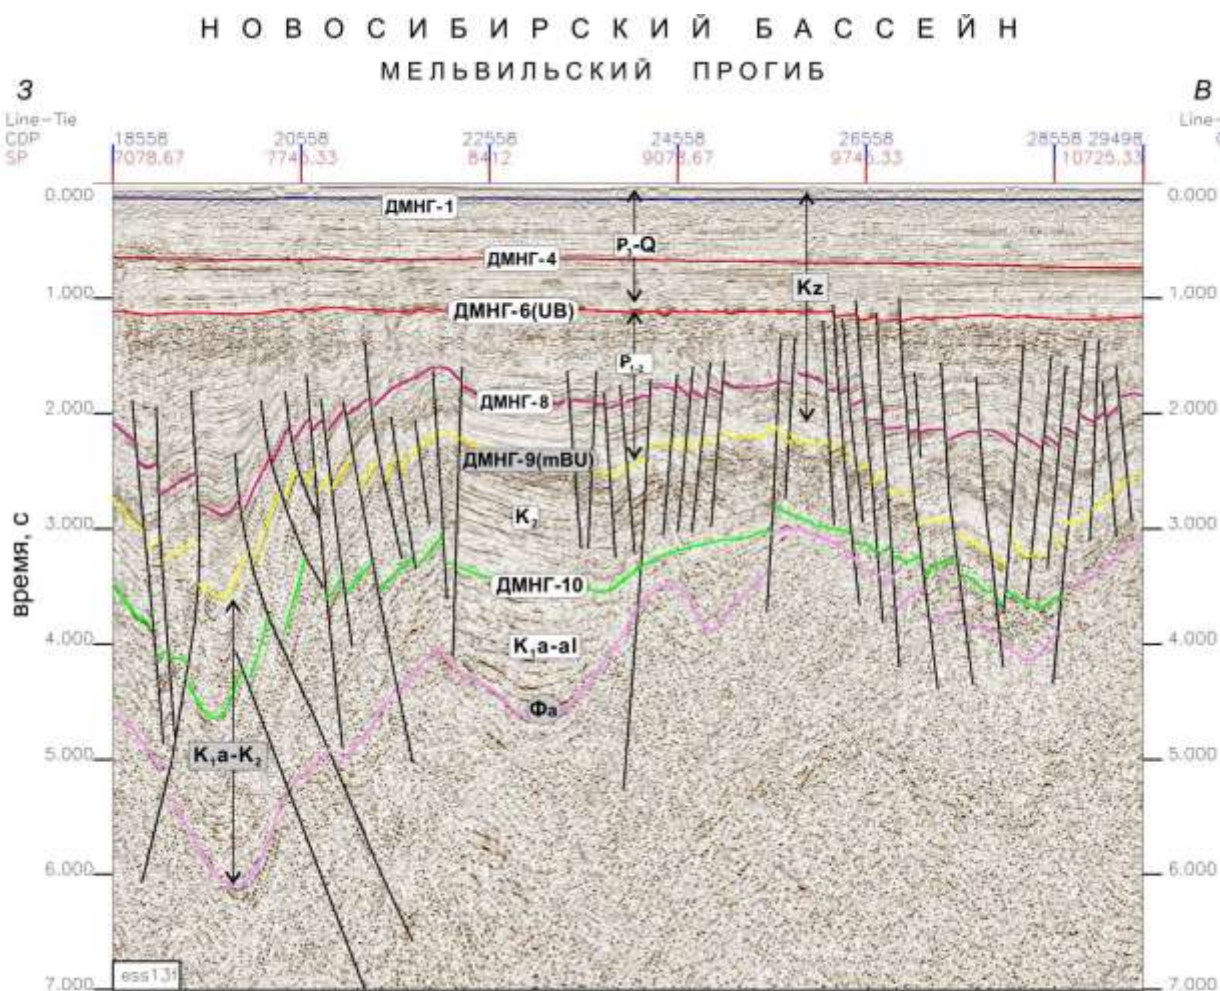 НОВОСИБИРСКИЙ БАССЕЙН
МЕЛЬВИЛЬСКИЙ ПРОГИБ
З В
Line-Tie Line-
CDP 18558 20558 22558 24558 26558 28558 29498
SP 7078.67 7745.33 8412 9078.67 9745.33 10725.33
0.000 0.000
ДМНГ-1
P₃-Q
ДМНГ-4
Kz
1.000 1.000
ДМНГ-6(UB)
P₁₋₂
ДМНГ-8
2.000 2.000
ДМНГ-9(mBU)
K₂
3.000 3.000
время, с
ДМНГ-10
K₁a-al
4.000 4.000
Фа
K₁a-K₂
5.000 5.000
6.000 6.000
ess13f
7.000 7.000